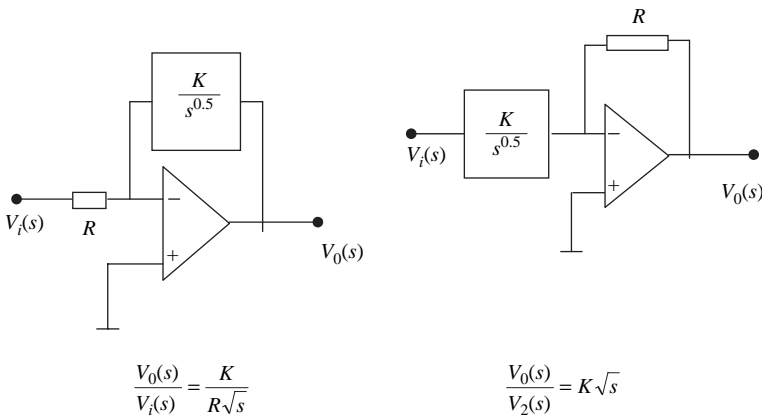 K
s^0.5
−
+
V_i(s)
R
V_0(s)
V_0(s)/V_i(s) = K/(R√s)
R
K
s^0.5
−
+
V_i(s)
V_0(s)
V_0(s)/V_2(s) = K√s